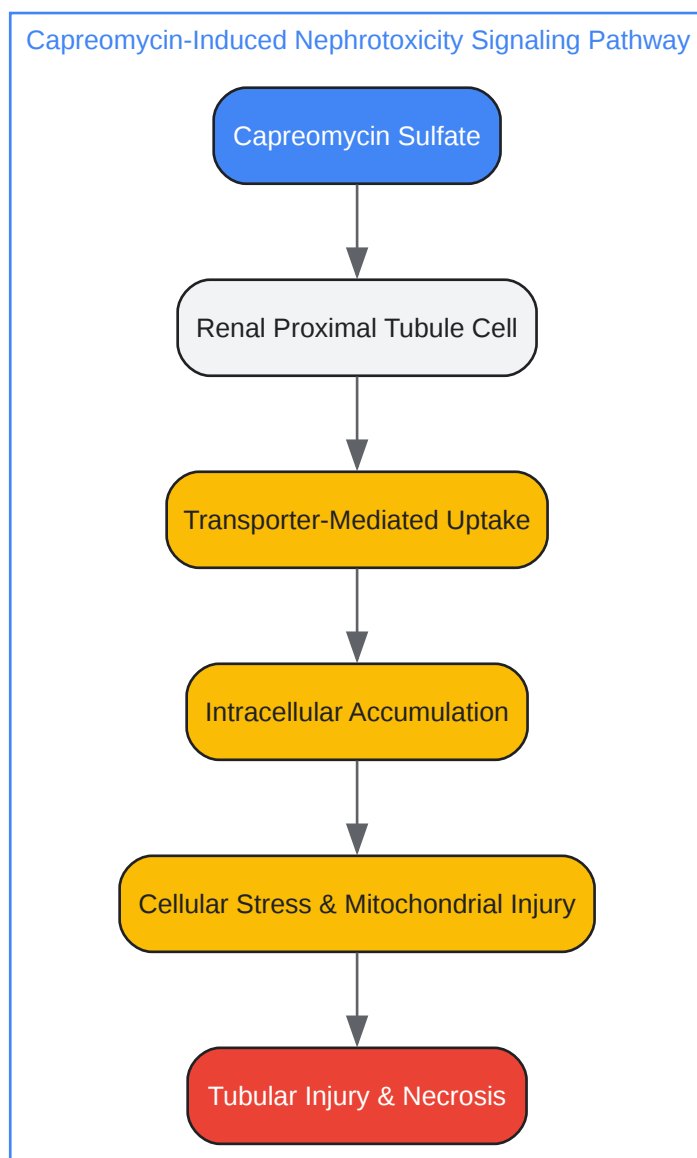 Capreomycin-Induced Nephrotoxicity Signaling Pathway
Capreomycin Sulfate
Renal Proximal Tubule Cell
Transporter-Mediated Uptake
Intracellular Accumulation
Cellular Stress & Mitochondrial Injury
Tubular Injury & Necrosis